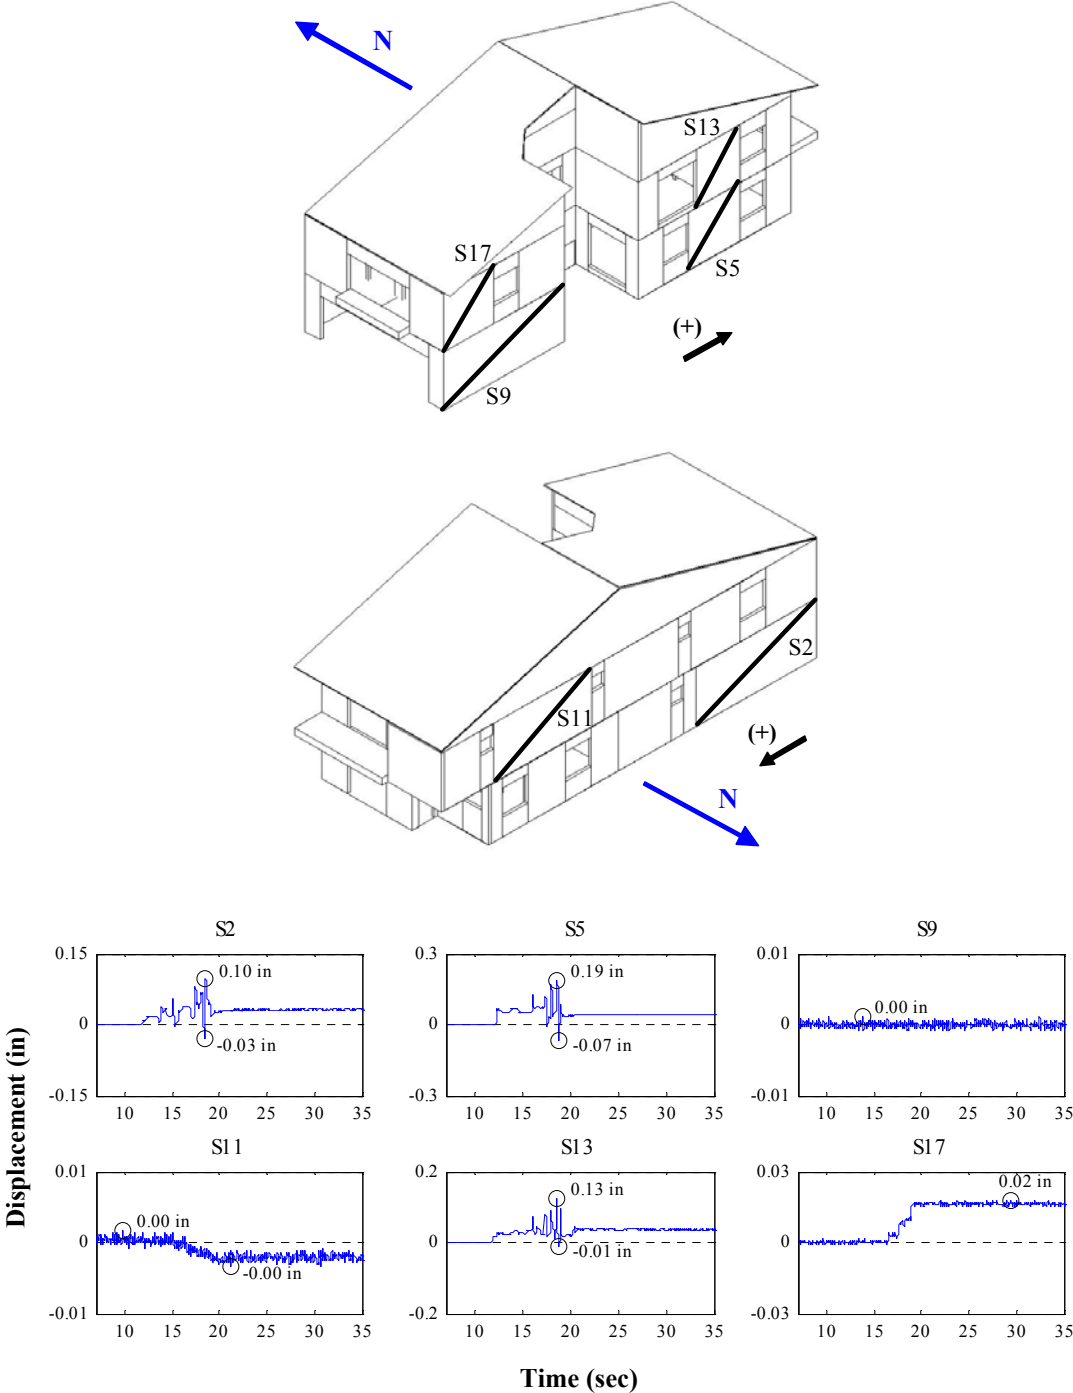 N
S13
S17
S5
(+)
S9
S2
S11
(+)
N
Displacement (in)
S2
0.15
0
-0.15
0.10 in
-0.03 in
10 15 20 25 30 35
S5
0.3
0
-0.3
0.19 in
-0.07 in
10 15 20 25 30 35
S9
0.01
0
-0.01
0.00 in
10 15 20 25 30 35
S11
0.01
0
-0.01
0.00 in
-0.00 in
10 15 20 25 30 35
S13
0.2
0
-0.2
0.13 in
-0.01 in
10 15 20 25 30 35
S17
0.03
0
-0.03
0.02 in
10 15 20 25 30 35
Time (sec)